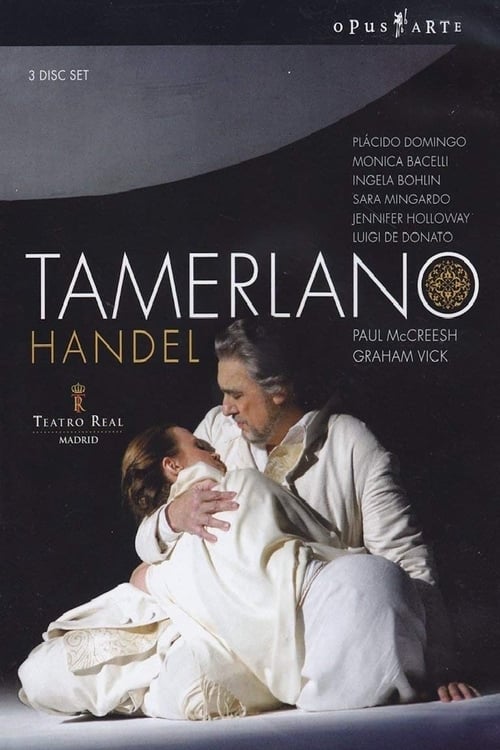 OPUS ARTE
3 DISC SET
PLÁCIDO DOMINGO
MONICA BACELLI
INGELA BOHLIN
SARA MINGARDO
JENNIFER HOLLOWAY
LUIGI DE DONATO
TAMERLANO
HANDEL
PAUL McCREESH
GRAHAM VICK
TEATRO REAL
MADRID